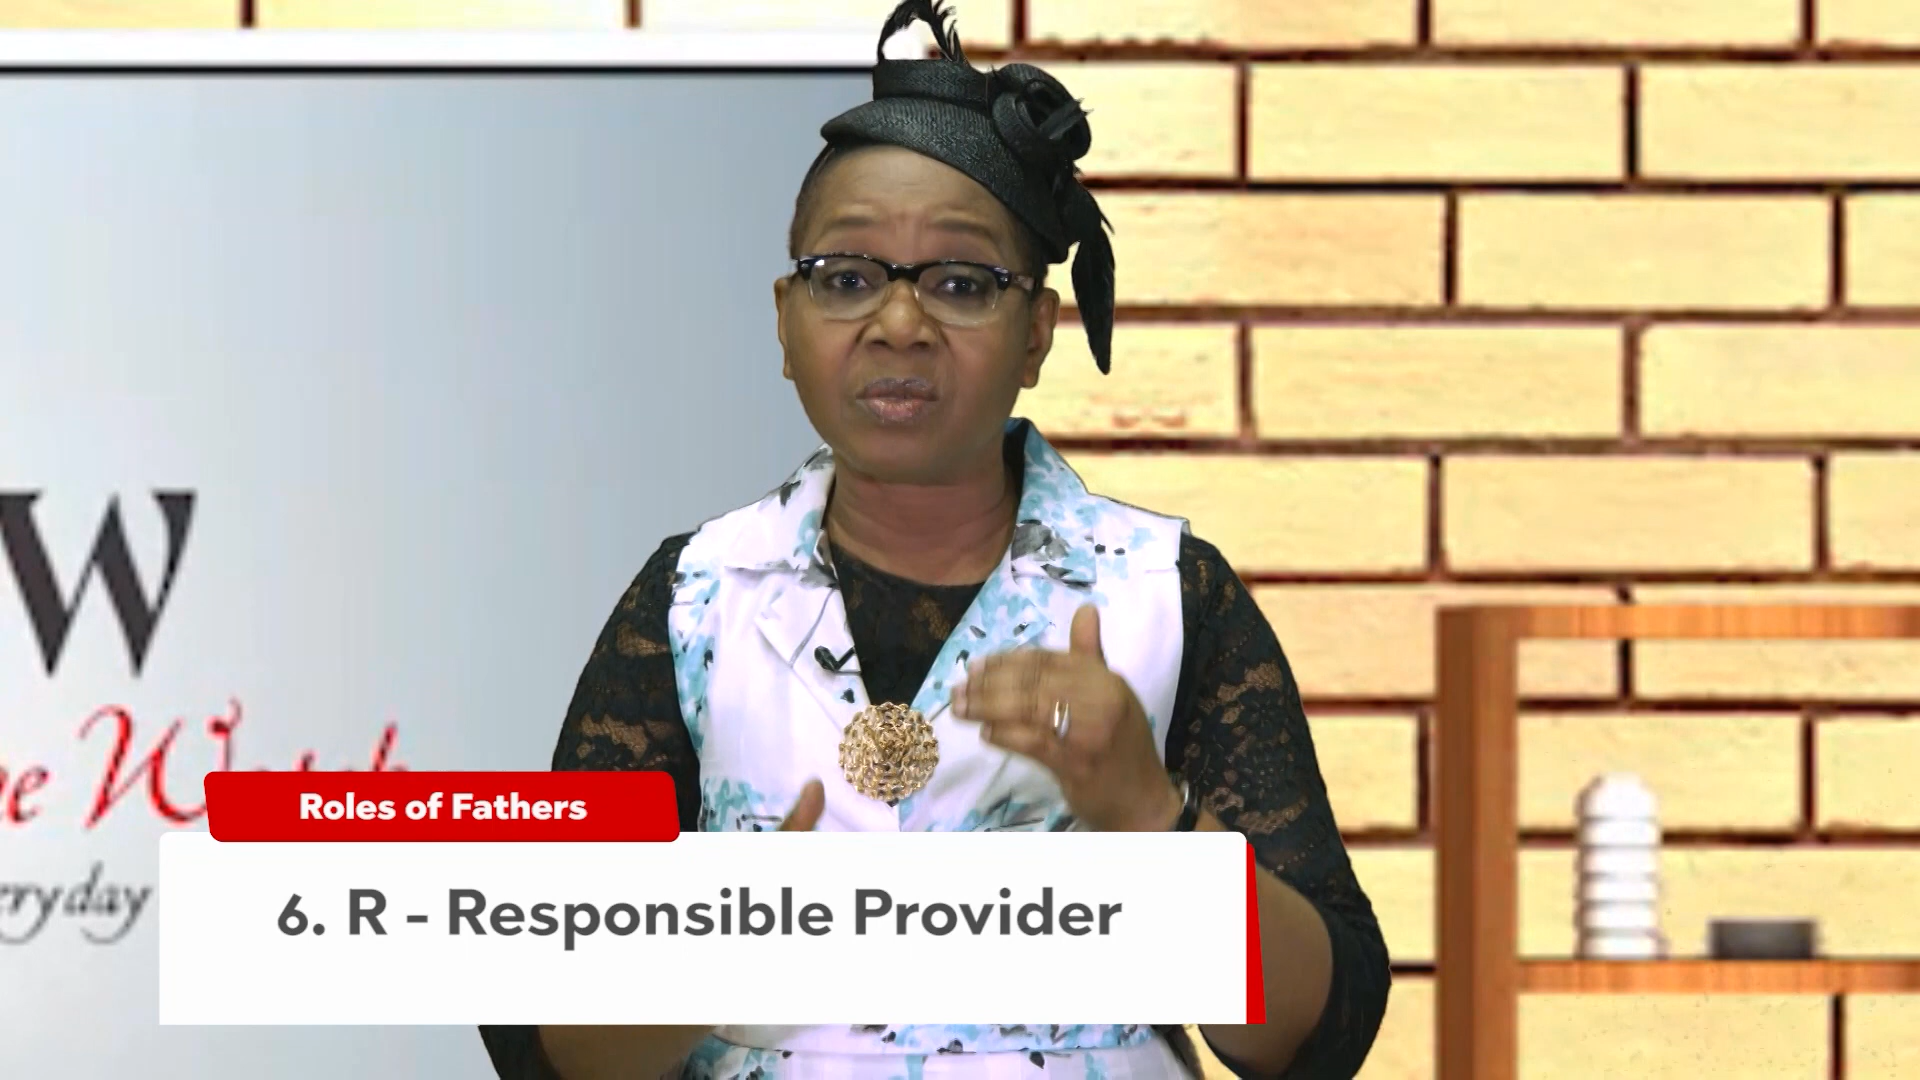 W
Roles of Fathers
6. R - Responsible Provider